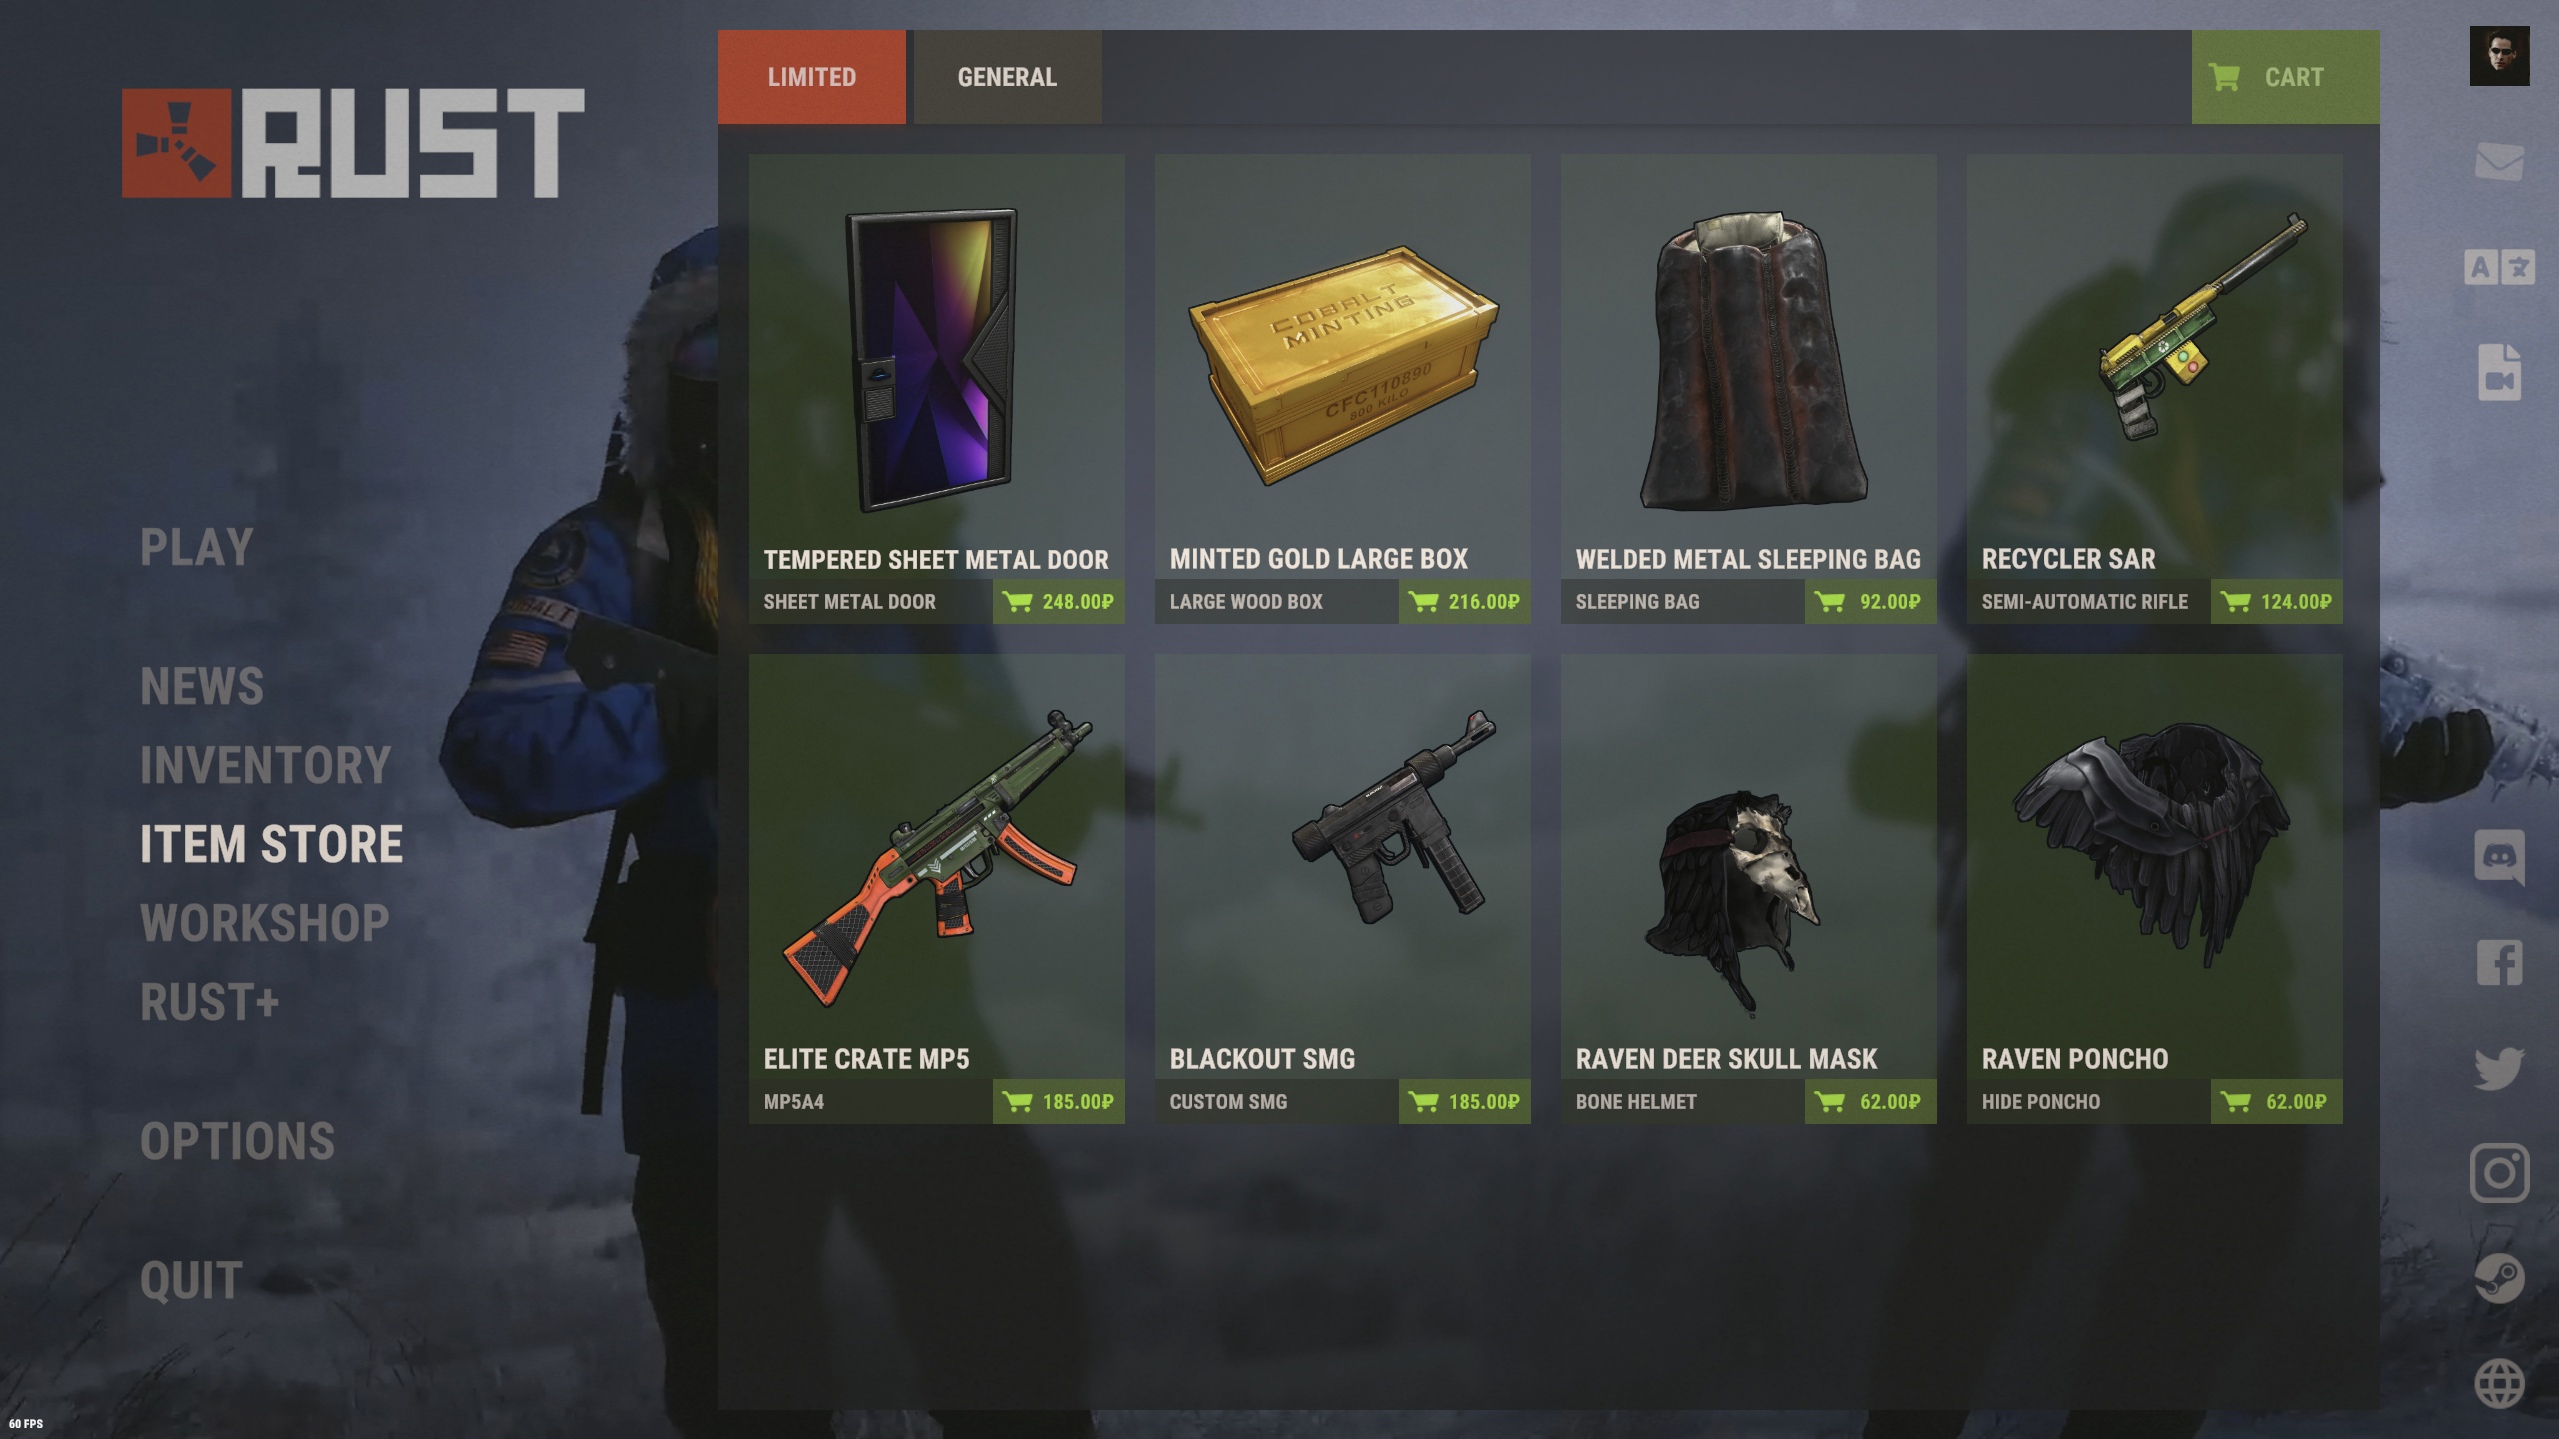 RUST
PLAY
NEWS
INVENTORY
ITEM STORE
WORKSHOP
RUST+
OPTIONS
QUIT
60 FPS
LIMITED
GENERAL
CART
COBALT
MINTING
CFC110890
800 KILO
TEMPERED SHEET METAL DOOR
SHEET METAL DOOR
248.00₽
MINTED GOLD LARGE BOX
LARGE WOOD BOX
216.00₽
WELDED METAL SLEEPING BAG
SLEEPING BAG
92.00₽
RECYCLER SAR
SEMI-AUTOMATIC RIFLE
124.00₽
ELITE CRATE MP5
MP5A4
185.00₽
BLACKOUT SMG
CUSTOM SMG
185.00₽
RAVEN DEER SKULL MASK
BONE HELMET
62.00₽
RAVEN PONCHO
HIDE PONCHO
62.00₽
A 文